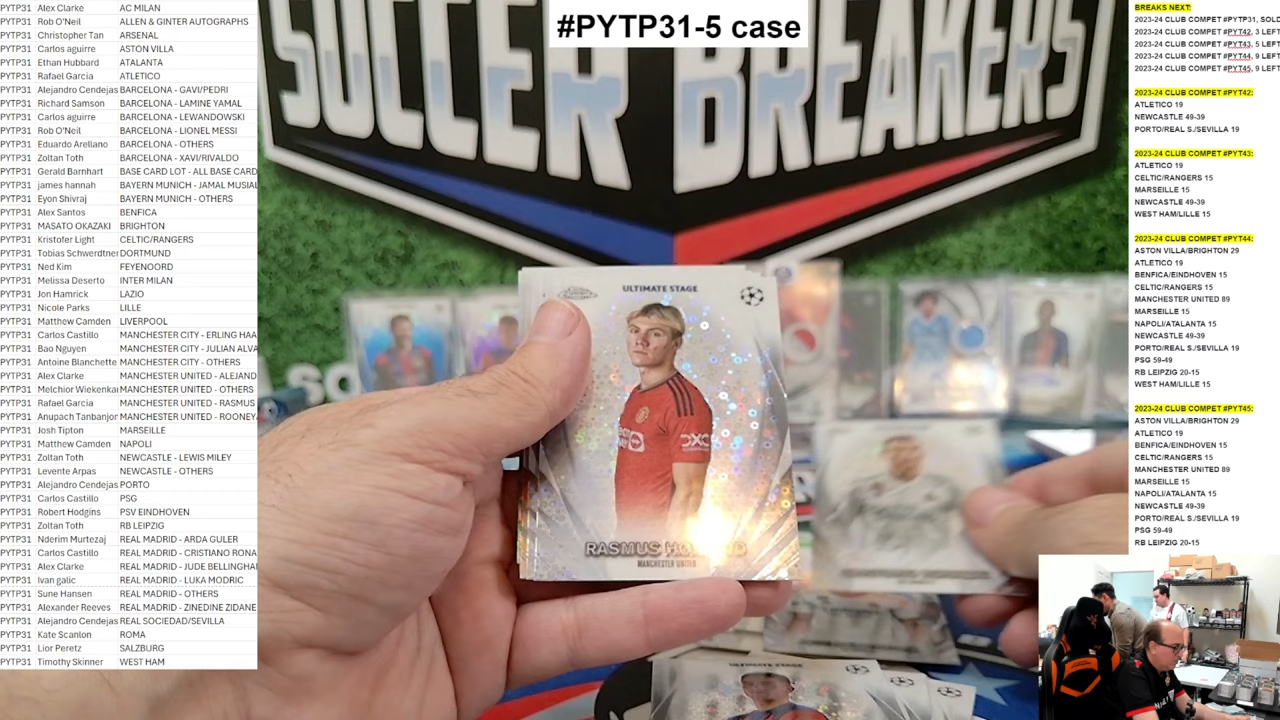 #PYTP31-5 case
SOCCER BREAKERS
PYTP31 Alex Clarke AC MILAN
PYTP31 Rob O'Neil ALLEN & GINTER AUTOGRAPHS
PYTP31 Christopher Tan ARSENAL
PYTP31 Carlos aguirre ASTON VILLA
PYTP31 Ethan Hubbard ATALANTA
PYTP31 Rafael Garcia ATLETICO
PYTP31 Alejandro Cendejas BARCELONA - GAVI/PEDRI
PYTP31 Richard Samson BARCELONA - LAMINE YAMAL
PYTP31 Carlos aguirre BARCELONA - LEWANDOWSKI
PYTP31 Rob O'Neil BARCELONA - LIONEL MESSI
PYTP31 Eduardo Arellano BARCELONA - OTHERS
PYTP31 Zoltan Toth BARCELONA - XAVI/RIVALDO
PYTP31 Gerald Barnhart BASE CARD LOT - ALL BASE CARD
PYTP31 james hannah BAYERN MUNICH - JAMAL MUSIAL
PYTP31 Eyon Shivraj BAYERN MUNICH - OTHERS
PYTP31 Alex Santos BENFICA
PYTP31 MASATO OKAZAKI BRIGHTON
PYTP31 Kristofer Light CELTIC/RANGERS
PYTP31 Tobias Schwerdtner DORTMUND
PYTP31 Ned Kim FEYENOORD
PYTP31 Melissa Deserto INTER MILAN
PYTP31 Jon Hamrick LAZIO
PYTP31 Nicole Parks LILLE
PYTP31 Matthew Camden LIVERPOOL
PYTP31 Carlos Castillo MANCHESTER CITY - ERLING HAA
PYTP31 Bao Nguyen MANCHESTER CITY - JULIAN ALVA
PYTP31 Antoine Blanchette MANCHESTER CITY - OTHERS
PYTP31 Alex Clarke MANCHESTER UNITED - ALEJAND
PYTP31 Melchior Wiekenka MANCHESTER UNITED - OTHERS
PYTP31 Rafael Garcia MANCHESTER UNITED - RASMUS
PYTP31 Anupach Tanbanjor MANCHESTER UNITED - ROONEY
PYTP31 Josh Tipton MARSEILLE
PYTP31 Matthew Camden NAPOLI
PYTP31 Zoltan Toth NEWCASTLE - LEWIS MILEY
PYTP31 Levente Arpas NEWCASTLE - OTHERS
PYTP31 Alejandro Cendejas PORTO
PYTP31 Carlos Castillo PSG
PYTP31 Robert Hodgins PSV EINDHOVEN
PYTP31 Zoltan Toth RB LEIPZIG
PYTP31 Nderim Murtezaj REAL MADRID - ARDA GULER
PYTP31 Carlos Castillo REAL MADRID - CRISTIANO RONA
PYTP31 Alex Clarke REAL MADRID - JUDE BELLINGHA
PYTP31 Ivan galic REAL MADRID - LUKA MODRIC
PYTP31 Sune Hansen REAL MADRID - OTHERS
PYTP31 Alexander Reeves REAL MADRID - ZINEDINE ZIDANE
PYTP31 Alejandro Cendejas REAL SOCIEDAD/SEVILLA
PYTP31 Kate Scanlon ROMA
PYTP31 Lior Peretz SALZBURG
PYTP31 Timothy Skinner WEST HAM
ULTIMATE STAGE
RASMUS
MANCHESTER UNITED
DXC
ULTIMATE STAGE
BREAKS NEXT:
2023-24 CLUB COMPET #PYTP31, SOLD
2023-24 CLUB COMPET #PYT42, 3 LEFT
2023-24 CLUB COMPET #PYT43, 5 LEFT
2023-24 CLUB COMPET #PYT44, 9 LEFT
2023-24 CLUB COMPET #PYT45, 9 LEFT
2023-24 CLUB COMPET #PYT42:
ATLETICO 19
NEWCASTLE 49-39
PORTO/REAL S./SEVILLA 19
2023-24 CLUB COMPET #PYT43:
ATLETICO 19
CELTIC/RANGERS 15
MARSEILLE 15
NEWCASTLE 49-39
WEST HAM/LILLE 15
2023-24 CLUB COMPET #PYT44:
ASTON VILLA/BRIGHTON 29
ATLETICO 19
BENFICA/EINDHOVEN 15
CELTIC/RANGERS 15
MANCHESTER UNITED 89
MARSEILLE 15
NAPOLI/ATALANTA 15
NEWCASTLE 49-39
PORTO/REAL S./SEVILLA 19
PSG 59-49
RB LEIPZIG 20-15
WEST HAM/LILLE 15
2023-24 CLUB COMPET #PYT45:
ASTON VILLA/BRIGHTON 29
ATLETICO 19
BENFICA/EINDHOVEN 15
CELTIC/RANGERS 15
MANCHESTER UNITED 89
MARSEILLE 15
NAPOLI/ATALANTA 15
NEWCASTLE 49-39
PORTO/REAL S./SEVILLA 19
PSG 59-49
RB LEIPZIG 20-15